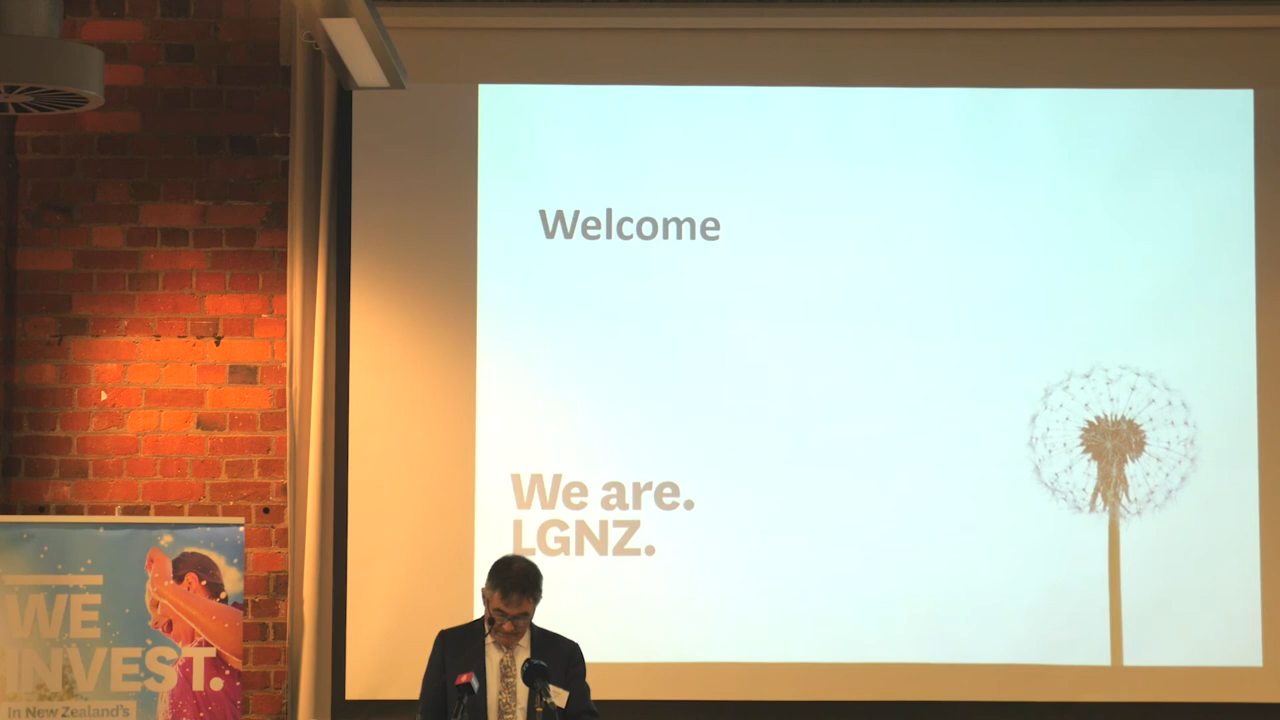 Welcome
We are.
LGNZ.
WE
INVEST.
In New Zealand's